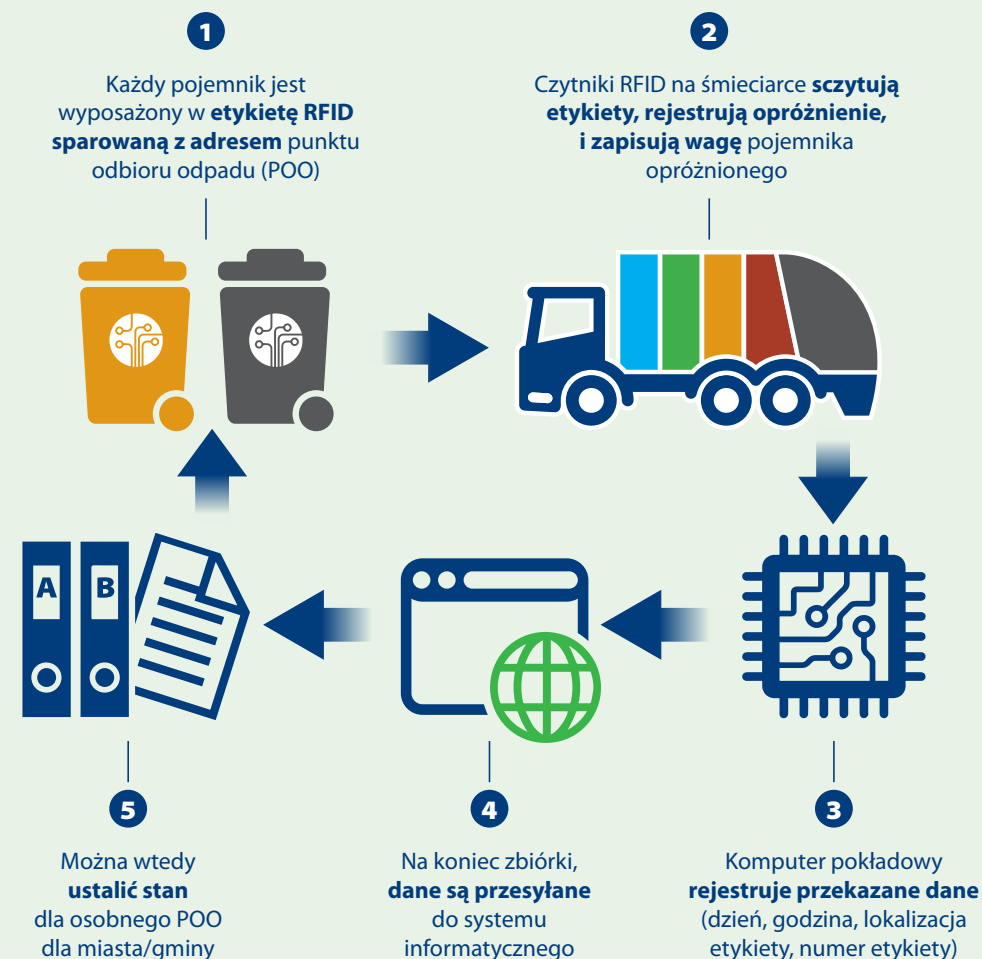 1
Każdy pojemnik jest
wyposażony w etykietę RFID
sparowaną z adresem punktu
odbioru odpadu (POO)
2
Czytniki RFID na śmieciarce sczytują
etykiety, rejestrują opróżnienie,
i zapisują wagę pojemnika
opróżnionego
A B
5
Można wtedy
ustalić stan
dla osobnego POO
dla miasta/gminy
4
Na koniec zbiórki,
dane są przesyłane
do systemu
informatycznego
3
Komputer pokładowy
rejestruje przekazane dane
(dzień, godzina, lokalizacja
etykiety, numer etykiety)